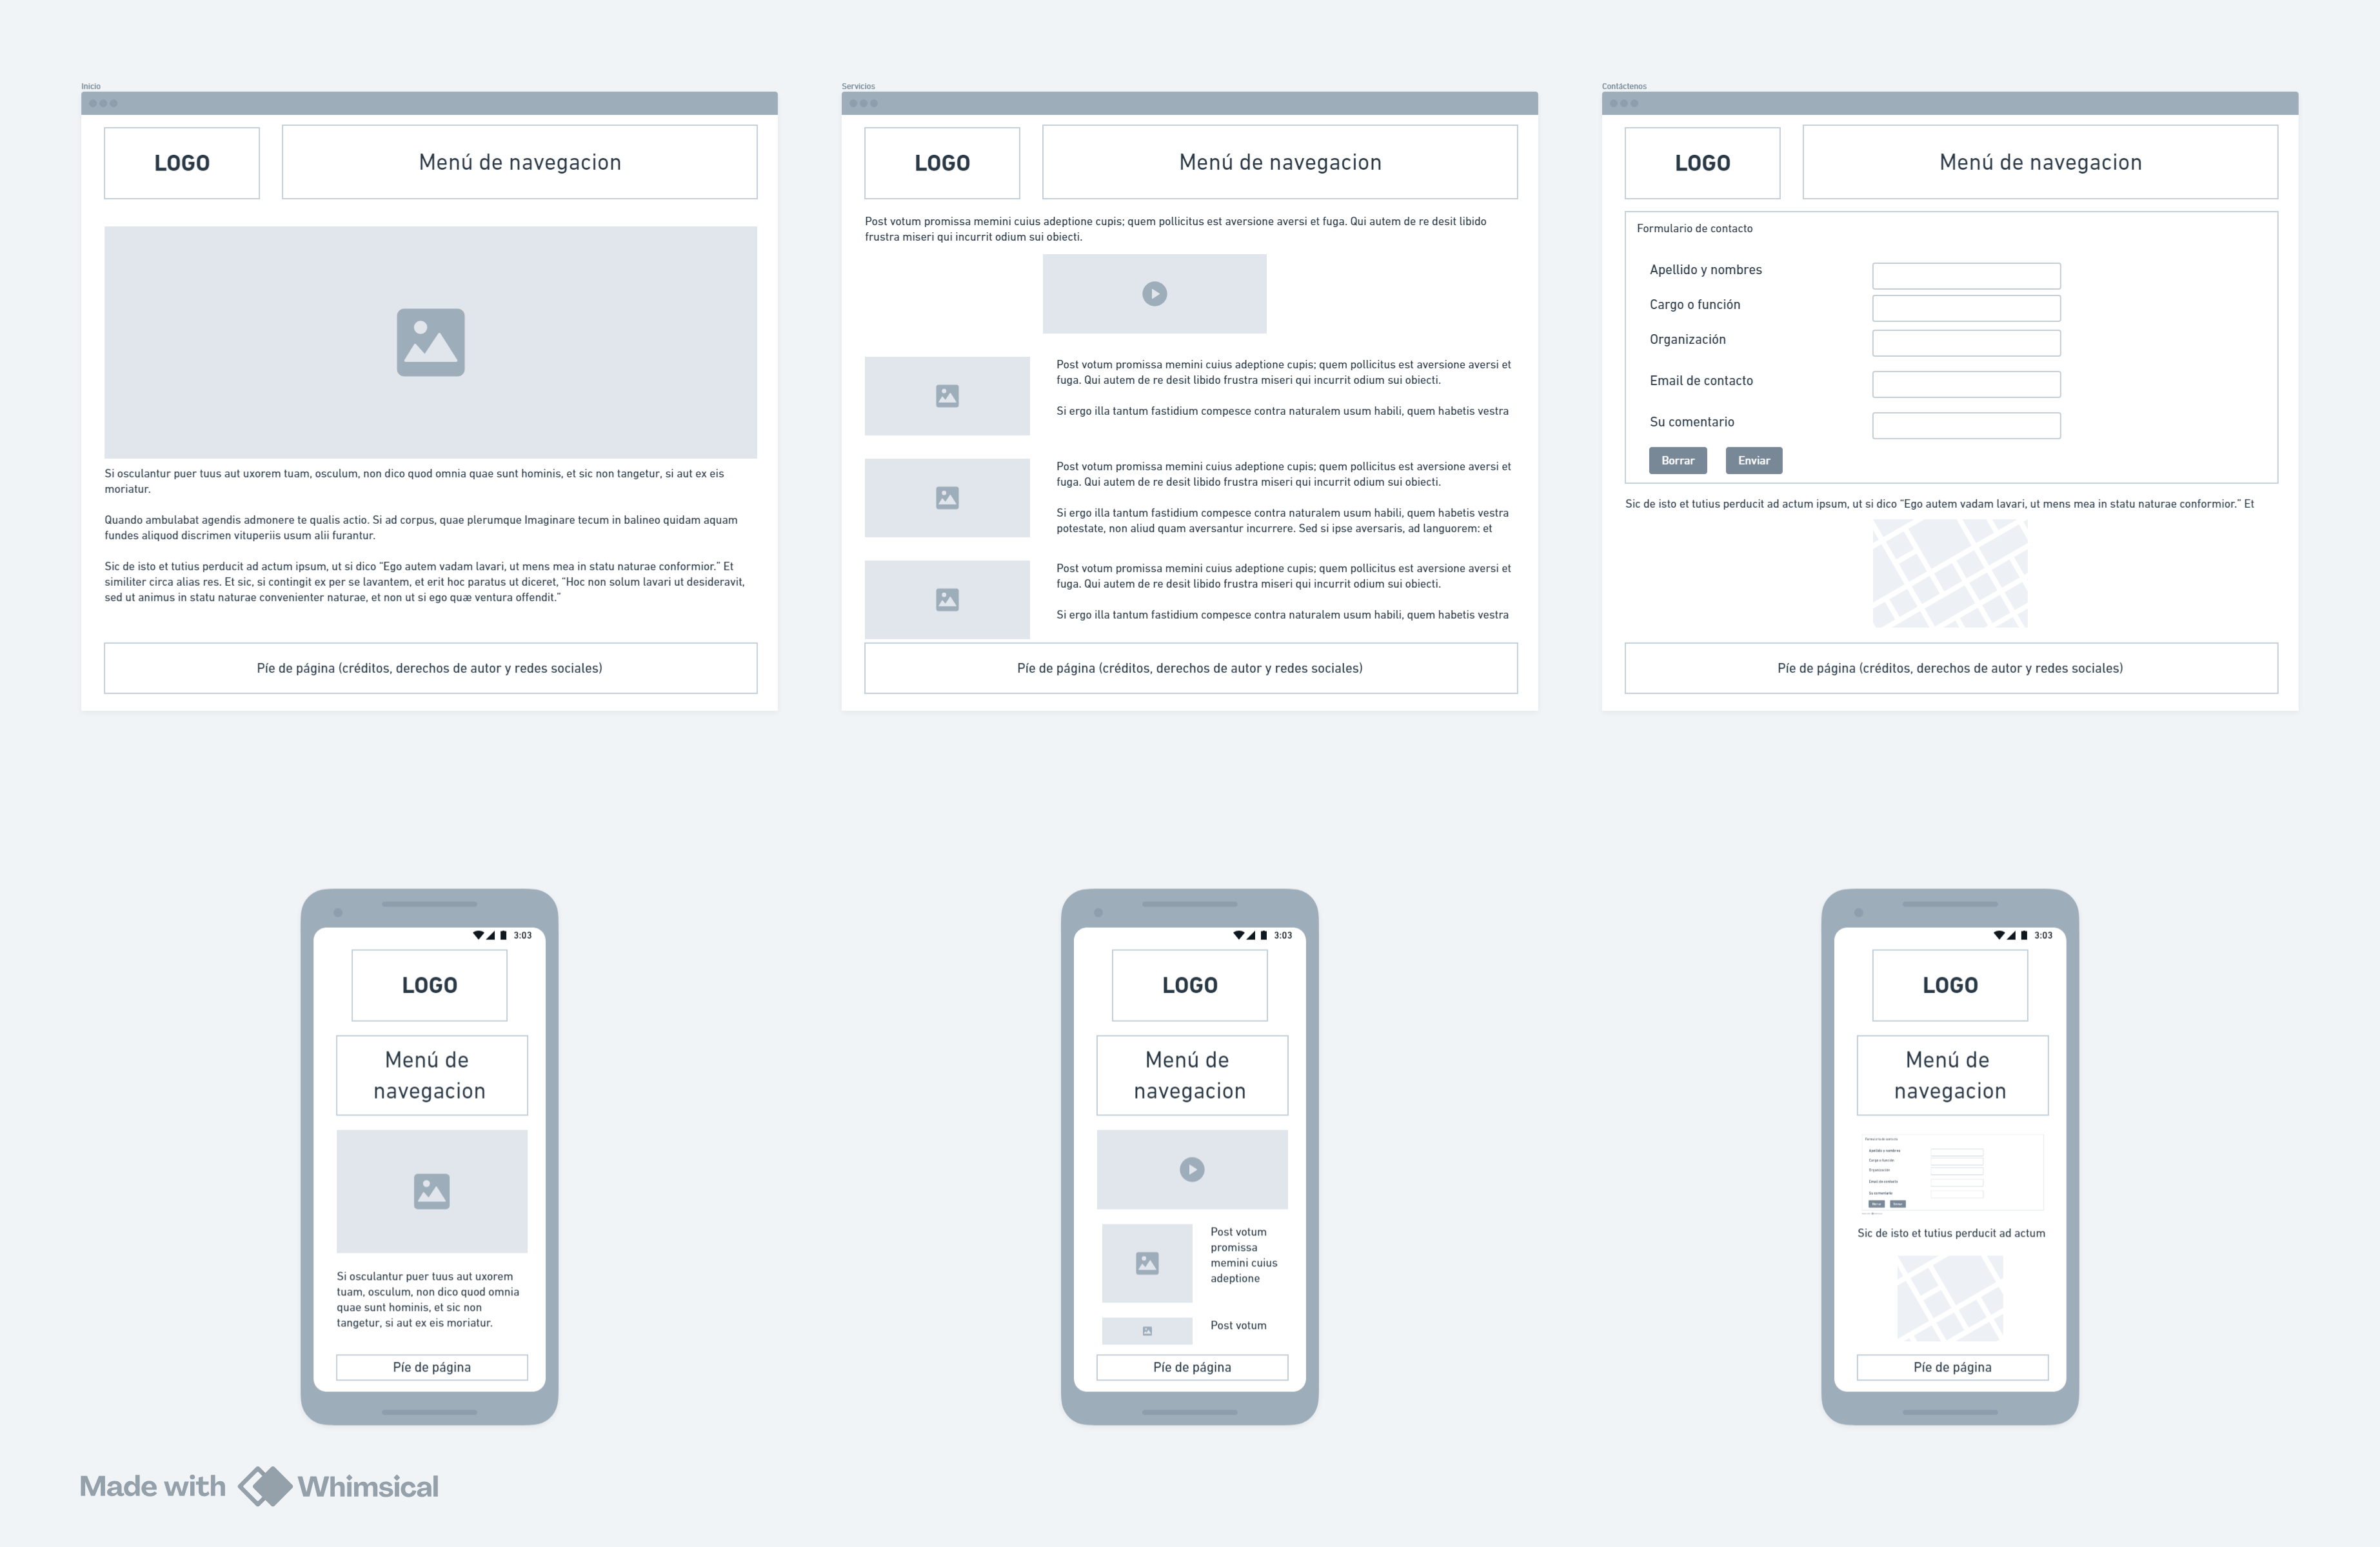 Inicio
LOGO
Menú de navegacion
Si osculantur puer tuus aut uxorem tuam, osculum, non dico quod omnia quae sunt hominis, et sic non tangetur, si aut ex eis
moriatur.
Quando ambulabat agendis admonere te qualis actio. Si ad corpus, quae plerumque Imaginare tecum in balineo quidam aquam
fundes aliquod discrimen vituperiis usum alii furantur.
Sic de isto et tutius perducit ad actum ipsum, ut si dico “Ego autem vadam lavari, ut mens mea in statu naturae conformior.” Et
similiter circa alias res. Et sic, si contingit ex per se lavantem, et erit hoc paratus ut diceret, “Hoc non solum lavari ut desideravit,
sed ut animus in statu naturae convenienter naturae, et non ut si ego quæ ventura offendit.”
Píe de página (créditos, derechos de autor y redes sociales)
Servicios
LOGO
Menú de navegacion
Post votum promissa memini cuius adeptione cupis; quem pollicitus est aversione aversi et fuga. Qui autem de re desit libido
frustra miseri qui incurrit odium sui obiecti.
Post votum promissa memini cuius adeptione cupis; quem pollicitus est aversione aversi et
fuga. Qui autem de re desit libido frustra miseri qui incurrit odium sui obiecti.
Si ergo illa tantum fastidium compesce contra naturalem usum habili, quem habetis vestra
Post votum promissa memini cuius adeptione cupis; quem pollicitus est aversione aversi et
fuga. Qui autem de re desit libido frustra miseri qui incurrit odium sui obiecti.
Si ergo illa tantum fastidium compesce contra naturalem usum habili, quem habetis vestra
potestate, non aliud quam aversantur incurrere. Sed si ipse aversaris, ad languorem: et
Post votum promissa memini cuius adeptione cupis; quem pollicitus est aversione aversi et
fuga. Qui autem de re desit libido frustra miseri qui incurrit odium sui obiecti.
Si ergo illa tantum fastidium compesce contra naturalem usum habili, quem habetis vestra
Píe de página (créditos, derechos de autor y redes sociales)
Contáctenos
LOGO
Menú de navegacion
Formulario de contacto
Apellido y nombres
Cargo o función
Organización
Email de contacto
Su comentario
Borrar
Enviar
Sic de isto et tutius perducit ad actum ipsum, ut si dico “Ego autem vadam lavari, ut mens mea in statu naturae conformior.” Et
Píe de página (créditos, derechos de autor y redes sociales)
3:03
LOGO
Menú de
navegacion
Si osculantur puer tuus aut uxorem
tuam, osculum, non dico quod omnia
quae sunt hominis, et sic non
tangetur, si aut ex eis moriatur.
Píe de página
3:03
LOGO
Menú de
navegacion
Post votum
promissa
memini cuius
adeptione
Post votum
Píe de página
3:03
LOGO
Menú de
navegacion
Formulario de contacto
Apellido y nombres
Cargo o función
Organización
Email de contacto
Su comentario
Borrar
Enviar
Sic de isto et tutius perducit ad actum
Píe de página
Made with Whimsical